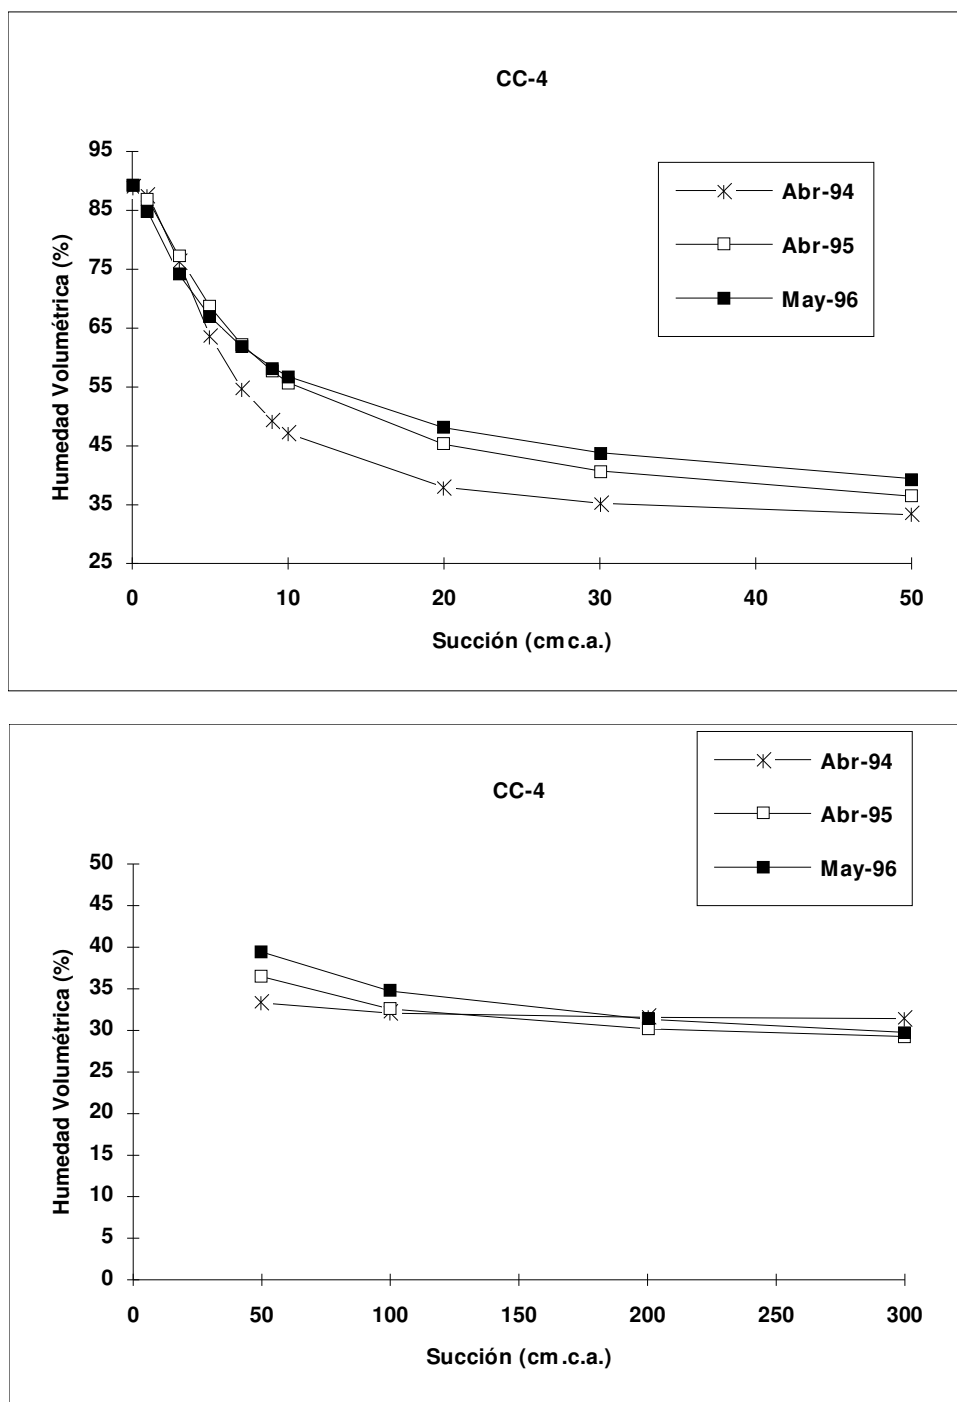 CC-4
Abr-94
Abr-95
May-96
Humedad Volumétrica (%)
95
85
75
65
55
45
35
25
0 10 20 30 40 50
Succión (cm c.a.)
CC-4
Abr-94
Abr-95
May-96
Humedad Volumétrica (%)
50
45
40
35
30
25
20
15
10
5
0
0 50 100 150 200 250 300
Succión (cm.c.a.)